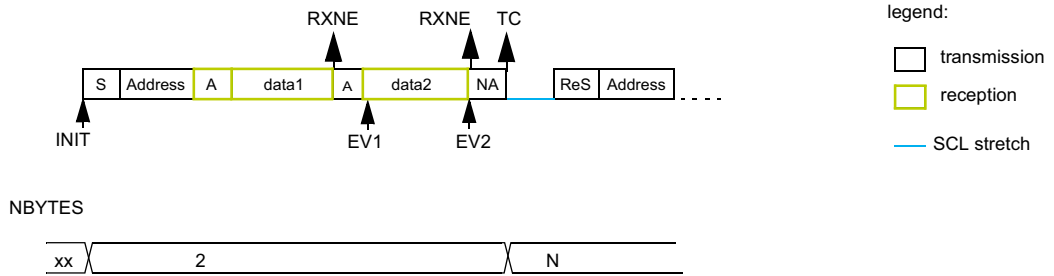 RXNE RXNE TC
S Address A data1 A data2 NA ReS Address
INIT EV1 EV2
legend:
transmission
reception
SCL stretch
NBYTES
xx 2 N